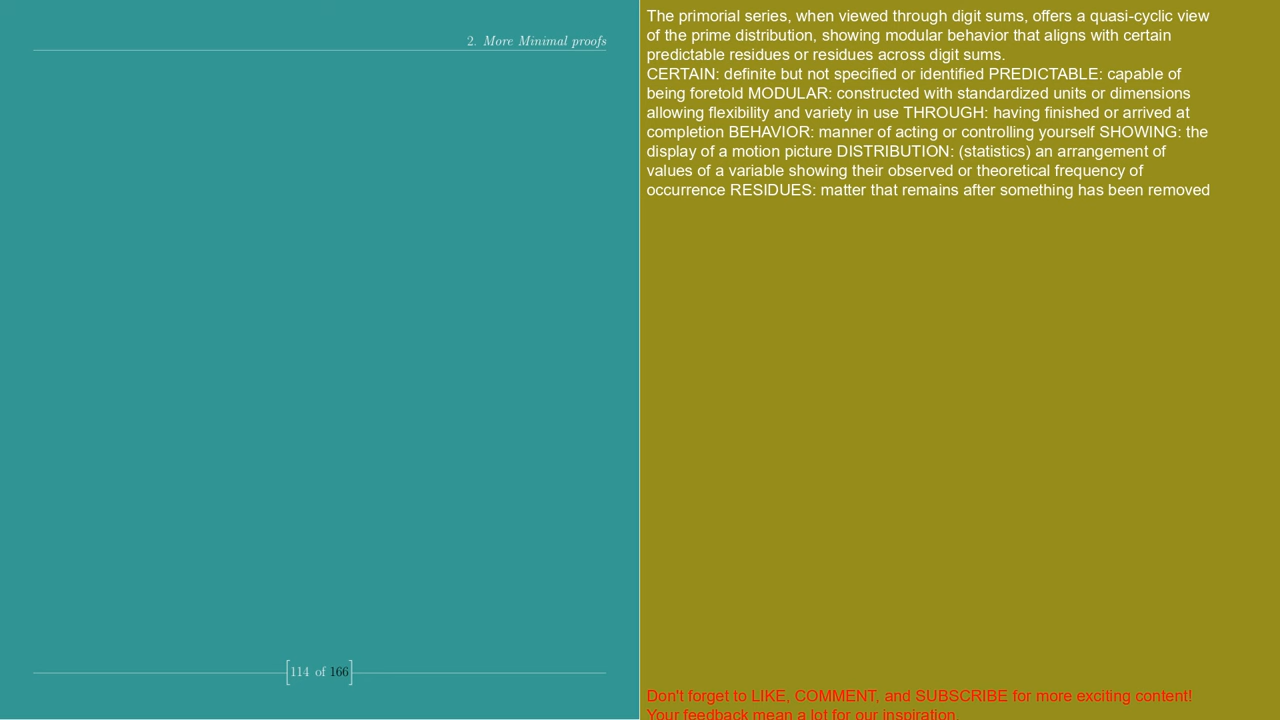 2. More Minimal proofs
114 of 166
The primorial series, when viewed through digit sums, offers a quasi-cyclic view
of the prime distribution, showing modular behavior that aligns with certain
predictable residues or residues across digit sums.
CERTAIN: definite but not specified or identified PREDICTABLE: capable of
being foretold MODULAR: constructed with standardized units or dimensions
allowing flexibility and variety in use THROUGH: having finished or arrived at
completion BEHAVIOR: manner of acting or controlling yourself SHOWING: the
display of a motion picture DISTRIBUTION: (statistics) an arrangement of
values of a variable showing their observed or theoretical frequency of
occurrence RESIDUES: matter that remains after something has been removed
Don't forget to LIKE, COMMENT, and SUBSCRIBE for more exciting content!
Your feedback mean a lot for our inspiration.